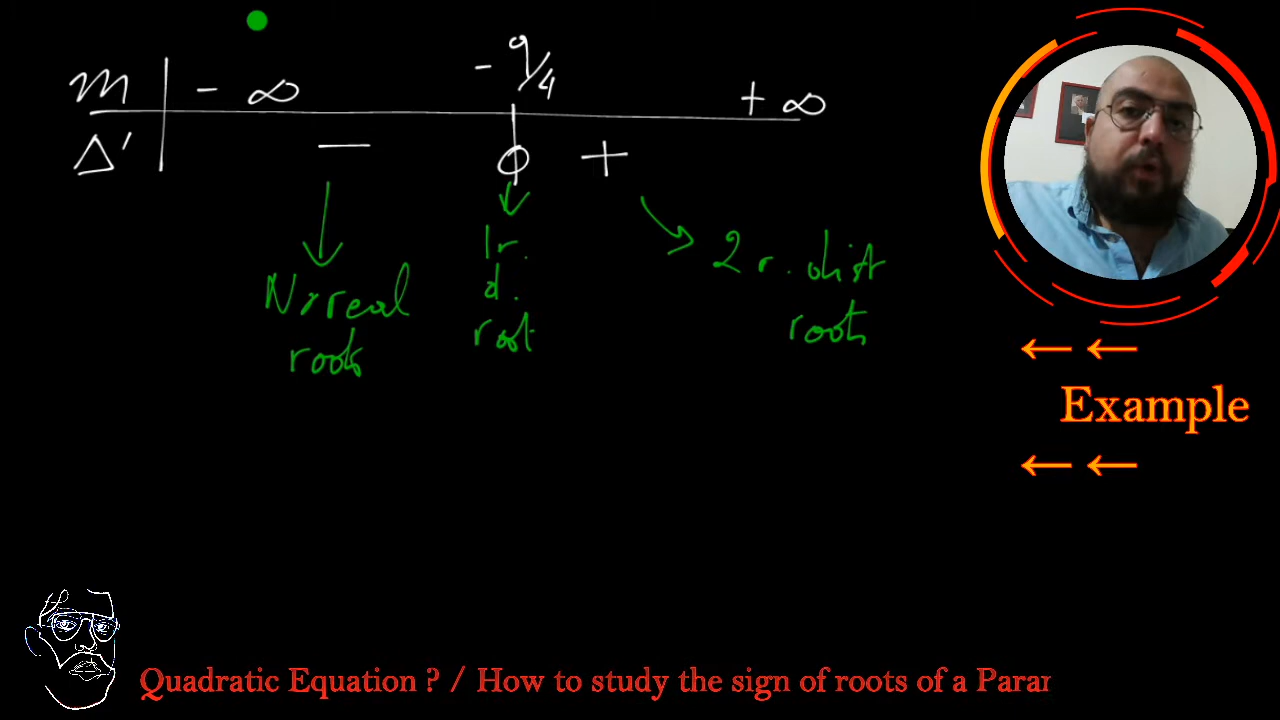 m - ∞ - 9/4 + ∞
Δ' - 0 +
No real
roots
1 r.
d.
root
2 r. dist
roots
Example
Quadratic Equation ? / How to study the sign of roots of a Parar